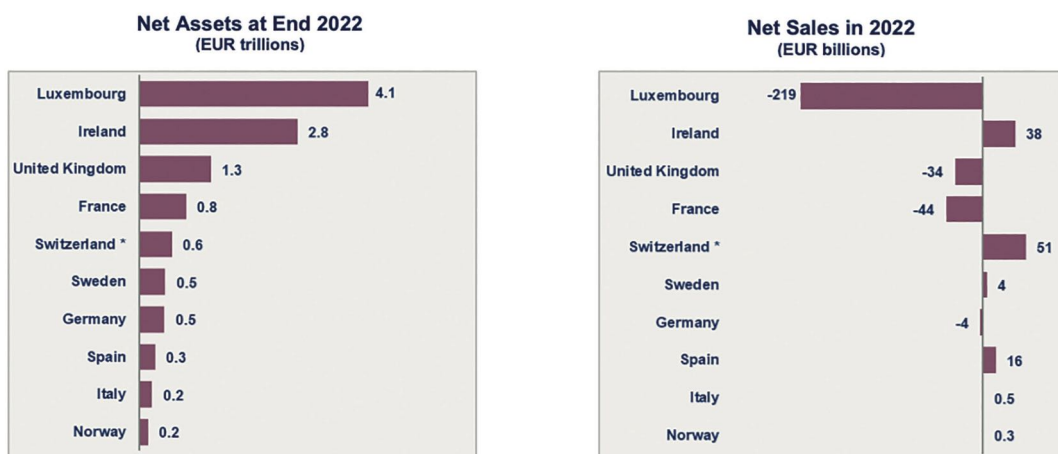 Net Assets at End 2022
(EUR trillions)
Luxembourg 4.1
Ireland 2.8
United Kingdom 1.3
France 0.8
Switzerland * 0.6
Sweden 0.5
Germany 0.5
Spain 0.3
Italy 0.2
Norway 0.2
Net Sales in 2022
(EUR billions)
Luxembourg -219
Ireland 38
United Kingdom -34
France -44
Switzerland * 51
Sweden 4
Germany -4
Spain 16
Italy 0.5
Norway 0.3